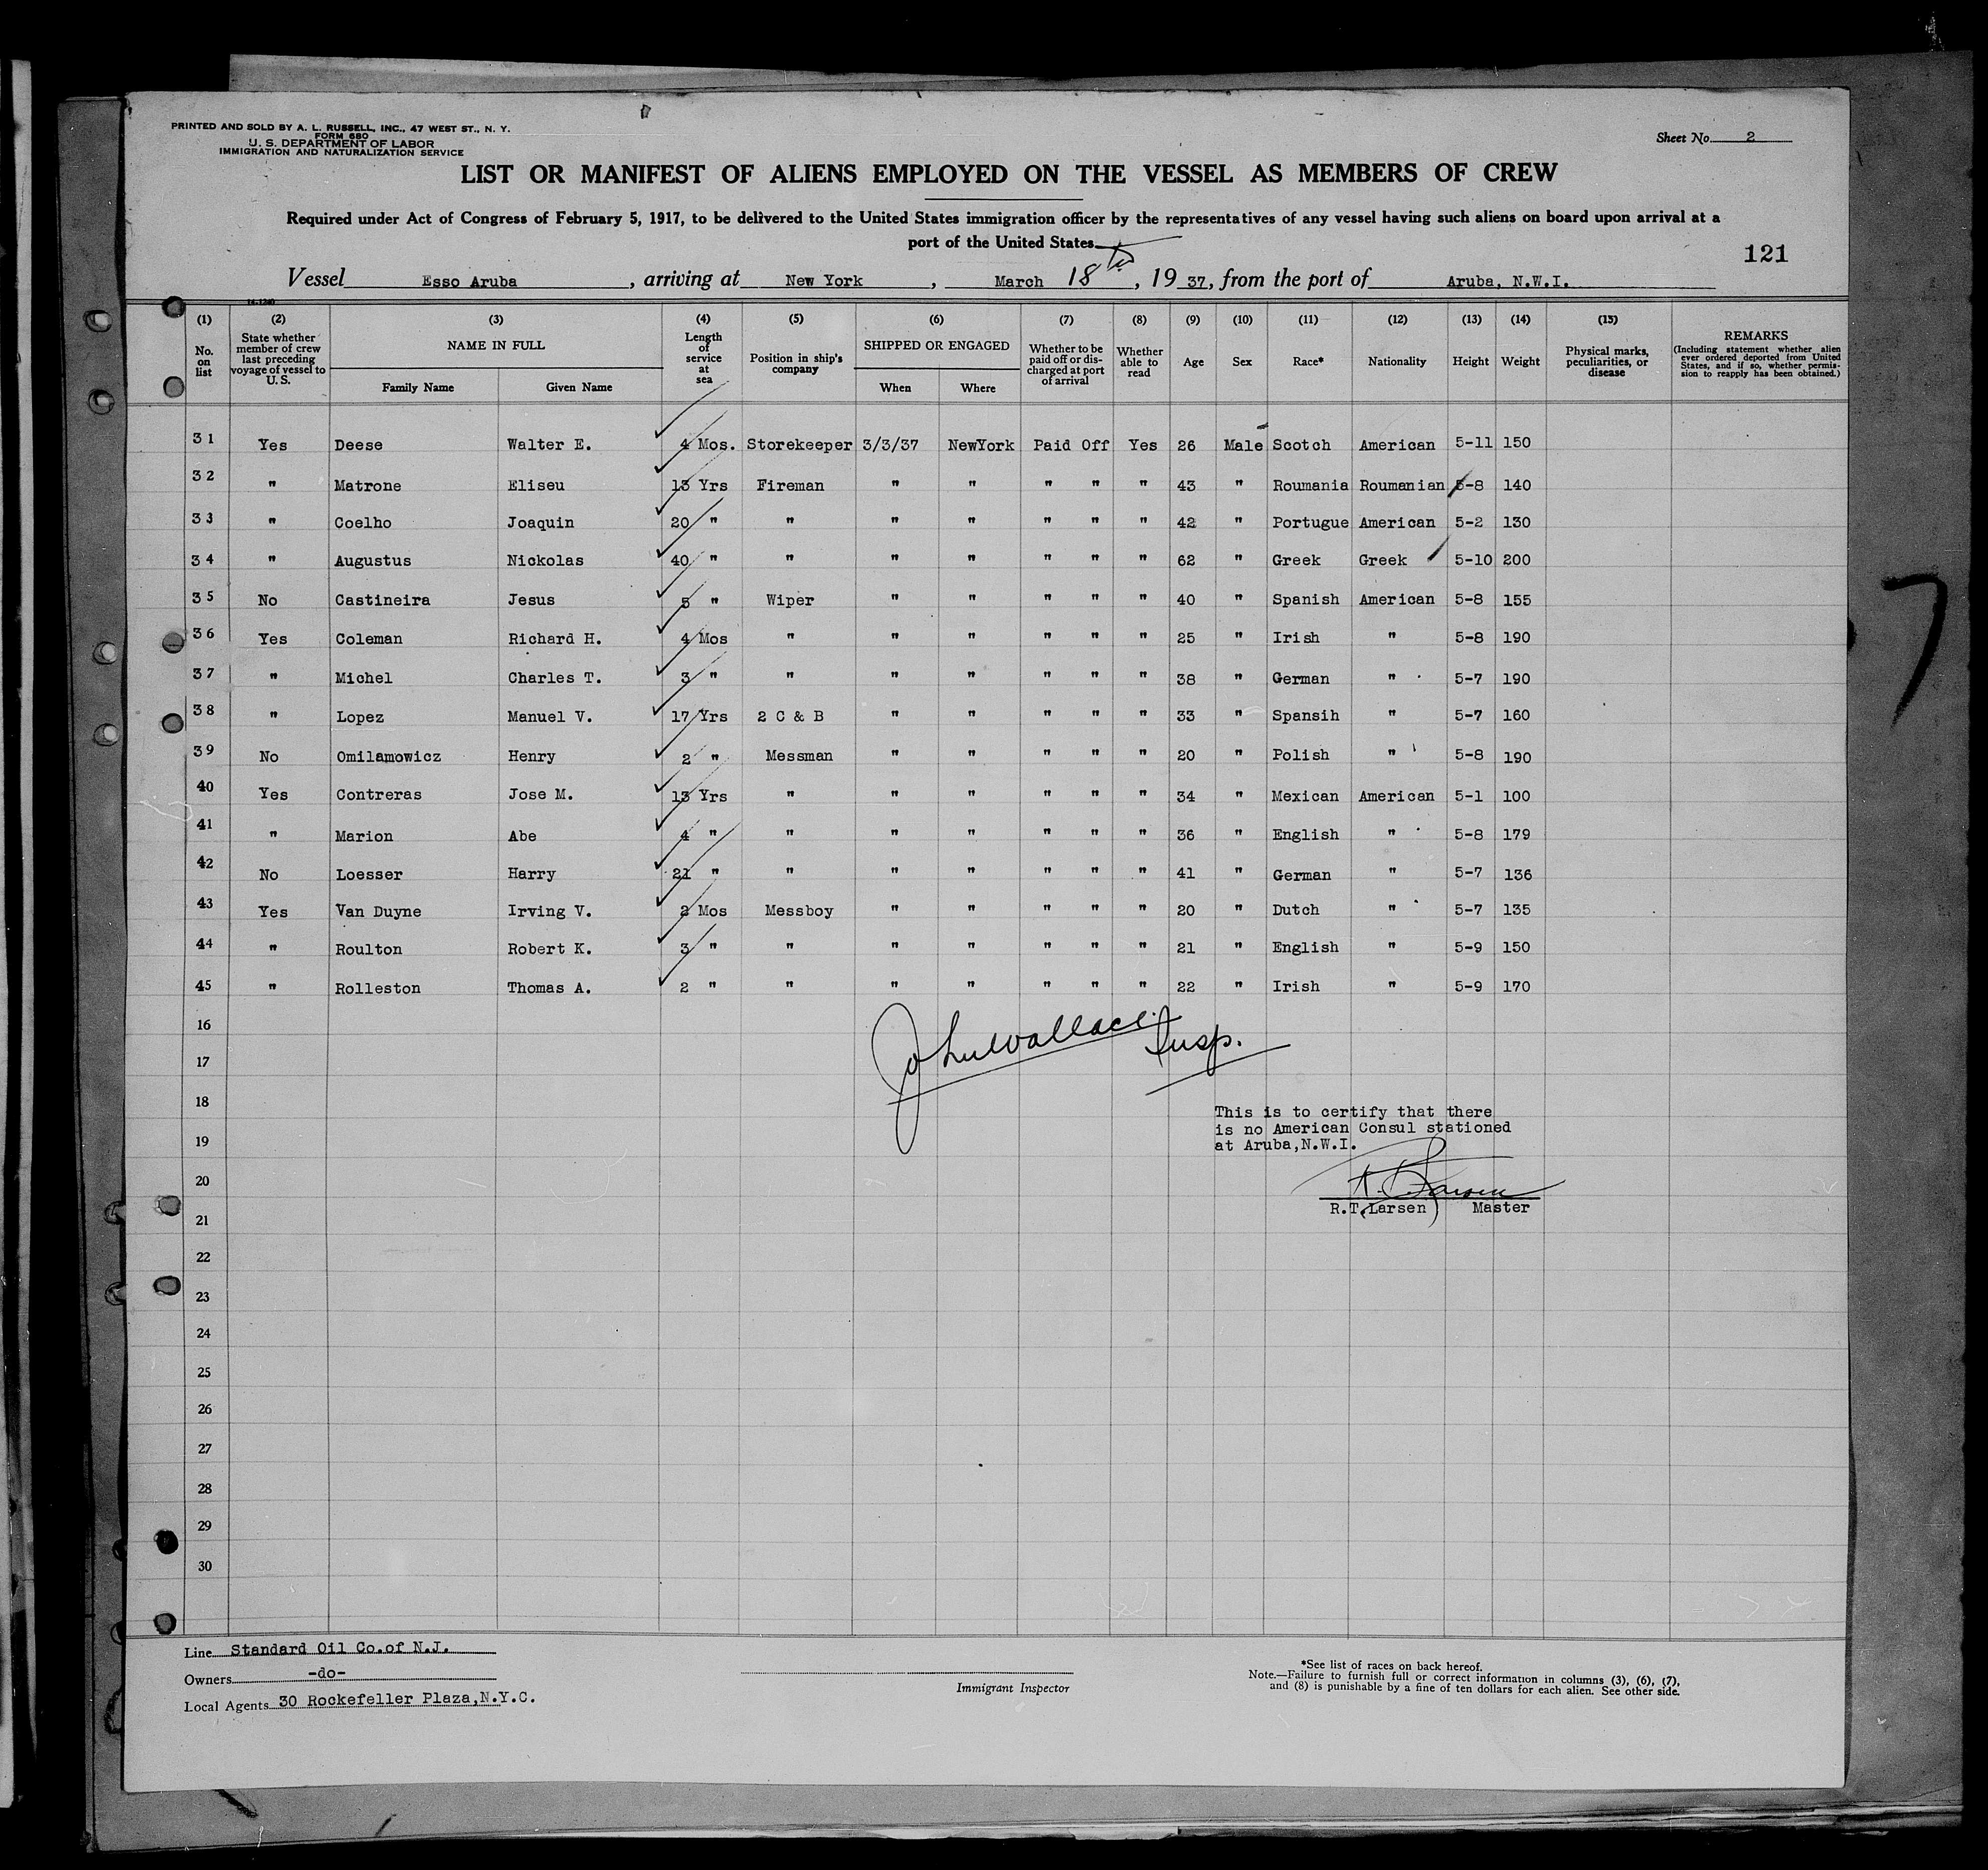 PRINTED AND SOLD BY A. L. RUSSELL, INC., 47 WEST ST., N. Y.
FORM 680
U. S. DEPARTMENT OF LABOR
IMMIGRATION AND NATURALIZATION SERVICE
Sheet No. 2
LIST OR MANIFEST OF ALIENS EMPLOYED ON THE VESSEL AS MEMBERS OF CREW
Required under Act of Congress of February 5, 1917, to be delivered to the United States immigration officer by the representatives of any vessel having such aliens on board upon arrival at a
port of the United States
121
Vessel Esso Aruba, arriving at New York, March 18th, 1937, from the port of Aruba, N.W.I.
14-1240
(1) No. on list
(2) State whether member of crew last preceding voyage of vessel to U. S.
(3) NAME IN FULL Family Name Given Name
(4) Length of service at sea
(5) Position in ship's company
(6) SHIPPED OR ENGAGED When Where
(7) Whether to be paid off or discharged at port of arrival
(8) Whether able to read
(9) Age
(10) Sex
(11) Race*
(12) Nationality
(13) Height
(14) Weight
(15) Physical marks, peculiarities, or disease
REMARKS (Including statement whether alien ever ordered deported from United States, and if so, whether permission to reapply has been obtained.)
31 Yes Deese Walter E. 4 Mos. Storekeeper 3/3/37 NewYork Paid Off Yes 26 Male Scotch American 5-11 150
32 " Matrone Eliseu 13 Yrs Fireman " " " " " 43 " Roumania Roumanian 5-8 140
33 " Coelho Joaquin 20 " " " " " " " 42 " Portugue American 5-2 130
34 " Augustus Nickolas 40 " " " " " " " 62 " Greek Greek 5-10 200
35 No Castineira Jesus 5 " Wiper " " " " " 40 " Spanish American 5-8 155
36 Yes Coleman Richard H. 4 Mos " " " " " " 25 " Irish " 5-8 190
37 " Michel Charles T. 3 " " " " " " " 38 " German " 5-7 190
38 " Lopez Manuel V. 17 Yrs 2 C & B " " " " " 33 " Spansih " 5-7 160
39 No Omilamowicz Henry 2 " Messman " " " " " 20 " Polish " 5-8 190
40 Yes Contreras Jose M. 13 Yrs " " " " " " 34 " Mexican American 5-1 100
41 " Marion Abe 4 " " " " " " " 36 " English " 5-8 179
42 No Loesser Harry 21 " " " " " " " 41 " German " 5-7 136
43 Yes Van Duyne Irving V. 2 Mos Messboy " " " " " 20 " Dutch " 5-7 135
44 " Roulton Robert K. 3 " " " " " " " 21 " English " 5-9 150
45 " Rolleston Thomas A. 2 " " " " " " " 22 " Irish " 5-9 170
16
John Wallace Insp.
17
18
This is to certify that there
is no American Consul stationed
19
at Aruba,N.W.I.
20
R. T. Larsen
R.T.Larsen Master
21
22
23
24
25
26
27
28
29
30
Line Standard Oil Co.of N.J.
Owners -do-
Local Agents 30 Rockefeller Plaza,N.Y.C.
Immigrant Inspector
*See list of races on back hereof.
Note.—Failure to furnish full or correct information in columns (3), (6), (7),
and (8) is punishable by a fine of ten dollars for each alien. See other side.
7